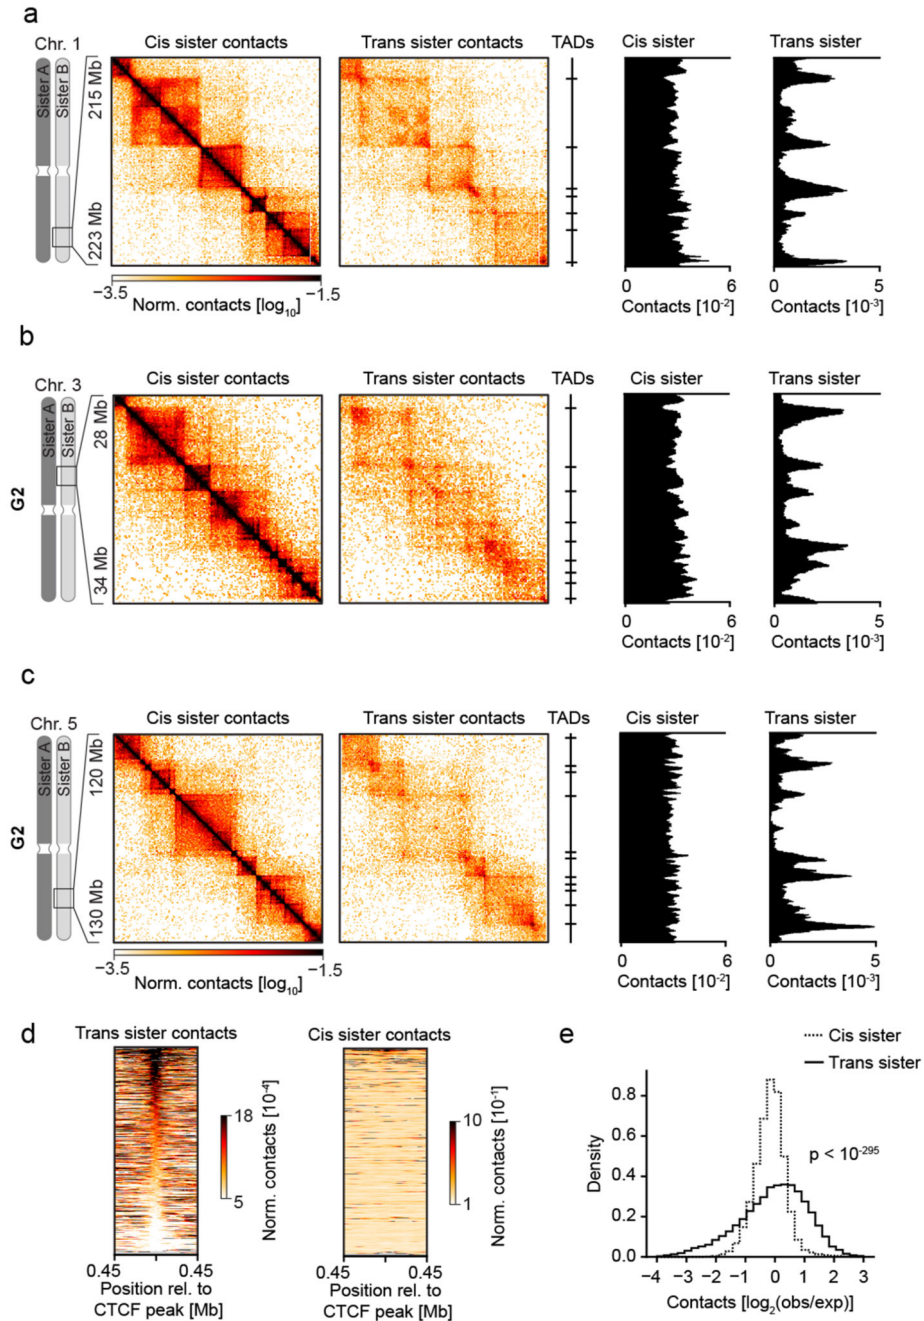 a
Chr. 1
Cis sister contacts
Trans sister contacts
TADs
Cis sister
Trans sister
Sister A
Sister B
215 Mb
223 Mb
−3.5
−1.5
Norm. contacts [log10]
0
6
Contacts [10-2]
0
5
Contacts [10-3]
b
G2
Chr. 3
Cis sister contacts
Trans sister contacts
TADs
Cis sister
Trans sister
Sister A
Sister B
28 Mb
34 Mb
0
6
Contacts [10-2]
0
5
Contacts [10-3]
c
G2
Chr. 5
Cis sister contacts
Trans sister contacts
TADs
Cis sister
Trans sister
Sister A
Sister B
120 Mb
130 Mb
−3.5
−1.5
Norm. contacts [log10]
0
6
Contacts [10-2]
0
5
Contacts [10-3]
d
Trans sister contacts
18
5
Norm. contacts [10-4]
0.45
0.45
Position rel. to
CTCF peak [Mb]
Cis sister contacts
10
1
Norm. contacts [10-1]
0.45
0.45
Position rel. to
CTCF peak [Mb]
e
Cis sister
Trans sister
p < 10-295
Density
0.8
0.6
0.4
0.2
0.0
−4 −3 −2 −1 0 1 2 3
Contacts [log2(obs/exp)]